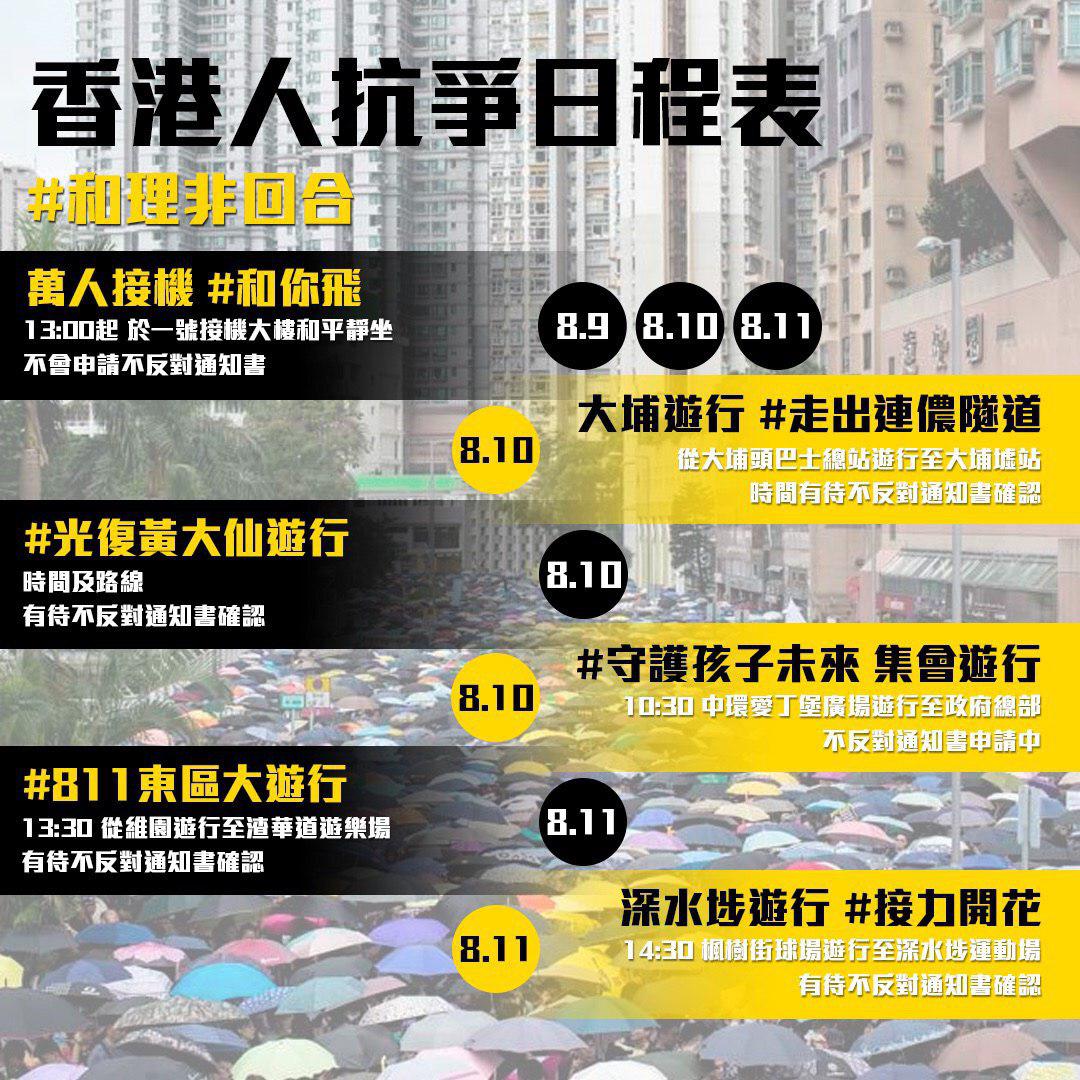 香港人抗爭日程表
#和理非回合
萬人接機 #和你飛
13:00起 於一號接機大樓和平靜坐
不會申請不反對通知書
8.9 8.10 8.11
大埔遊行 #走出連儂隧道
從大埔頭巴士總站遊行至大埔墟站
時間有待不反對通知書確認
8.10
#光復黃大仙遊行
時間及路線
有待不反對通知書確認
8.10
#守護孩子未來 集會遊行
10:30 中環愛丁堡廣場遊行至政府總部
不反對通知書申請中
8.10
#811東區大遊行
13:30 從維園遊行至渣華道遊樂場
有待不反對通知書確認
8.11
深水埗遊行 #接力開花
14:30 楓樹街球場遊行至深水埗運動場
有待不反對通知書確認
8.11